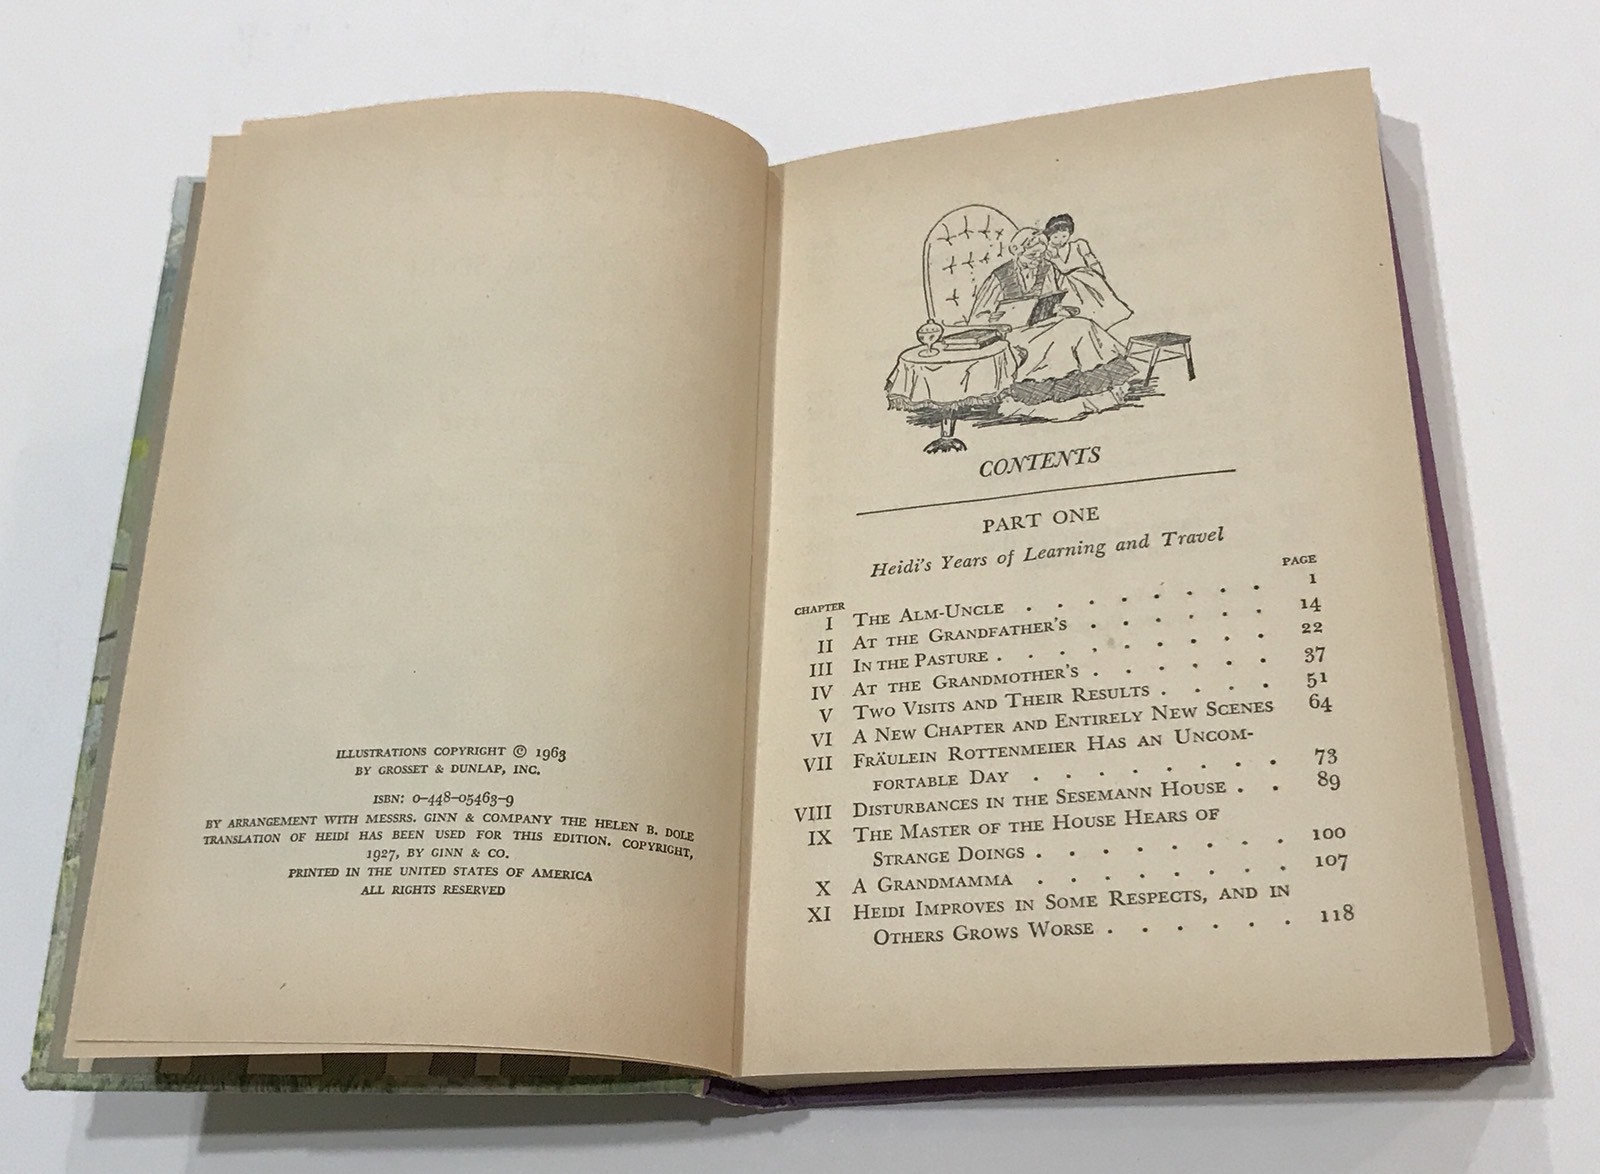 ILLUSTRATIONS COPYRIGHT © 1963
BY GROSSET & DUNLAP, INC.
ISBN: 0-448-05463-9
BY ARRANGEMENT WITH MESSRS. GINN & COMPANY THE HELEN B. DOLE
TRANSLATION OF HEIDI HAS BEEN USED FOR THIS EDITION. COPYRIGHT,
1927, BY GINN & CO.
PRINTED IN THE UNITED STATES OF AMERICA
ALL RIGHTS RESERVED
CONTENTS
PART ONE
Heidi's Years of Learning and Travel
CHAPTER PAGE
I THE ALM-UNCLE . . . . . . . . 1
II AT THE GRANDFATHER'S . . . . . . 14
III IN THE PASTURE . . . . . . . . . 22
IV AT THE GRANDMOTHER'S . . . . . . 37
V TWO VISITS AND THEIR RESULTS . . . . 51
VI A NEW CHAPTER AND ENTIRELY NEW SCENES 64
VII FRÄULEIN ROTTENMEIER HAS AN UNCOM-
FORTABLE DAY . . . . . . . . 73
VIII DISTURBANCES IN THE SESEMANN HOUSE . . 89
IX THE MASTER OF THE HOUSE HEARS OF
STRANGE DOINGS . . . . . . . . 100
X A GRANDMAMMA . . . . . . . . 107
XI HEIDI IMPROVES IN SOME RESPECTS, AND IN
OTHERS GROWS WORSE . . . . . . 118